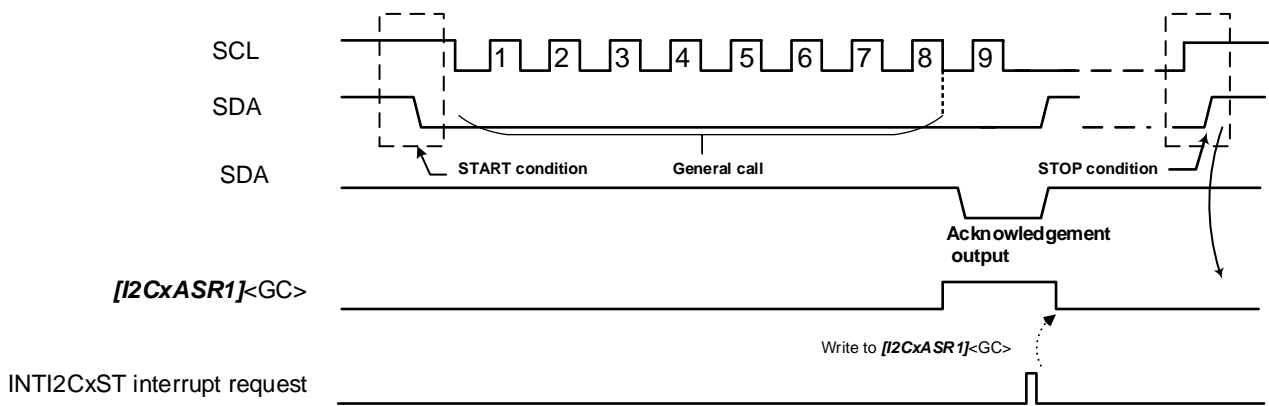 SCL
1 2 3 4 5 6 7 8 9
SDA
START condition
General call
STOP condition
SDA
Acknowledgement
output
[I2CxASR1]<GC>
Write to [I2CxASR1]<GC>
INTI2CxST interrupt request